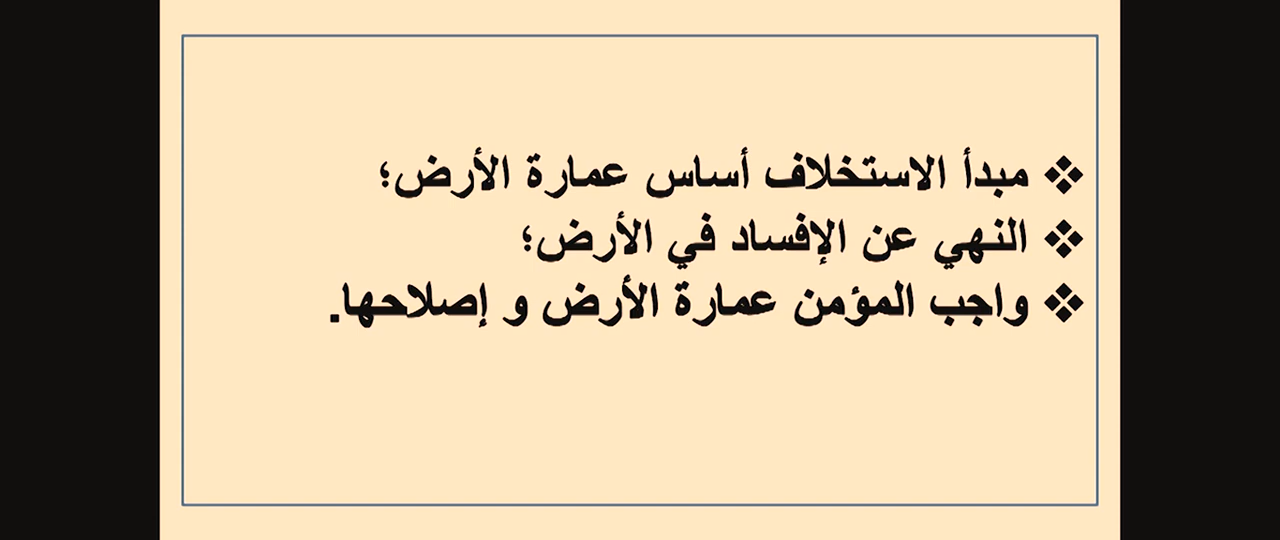 ❖ مبدأ الاستخلاف أساس عمارة الأرض؛
❖ النهي عن الإفساد في الأرض؛
❖ واجب المؤمن عمارة الأرض و إصلاحها.